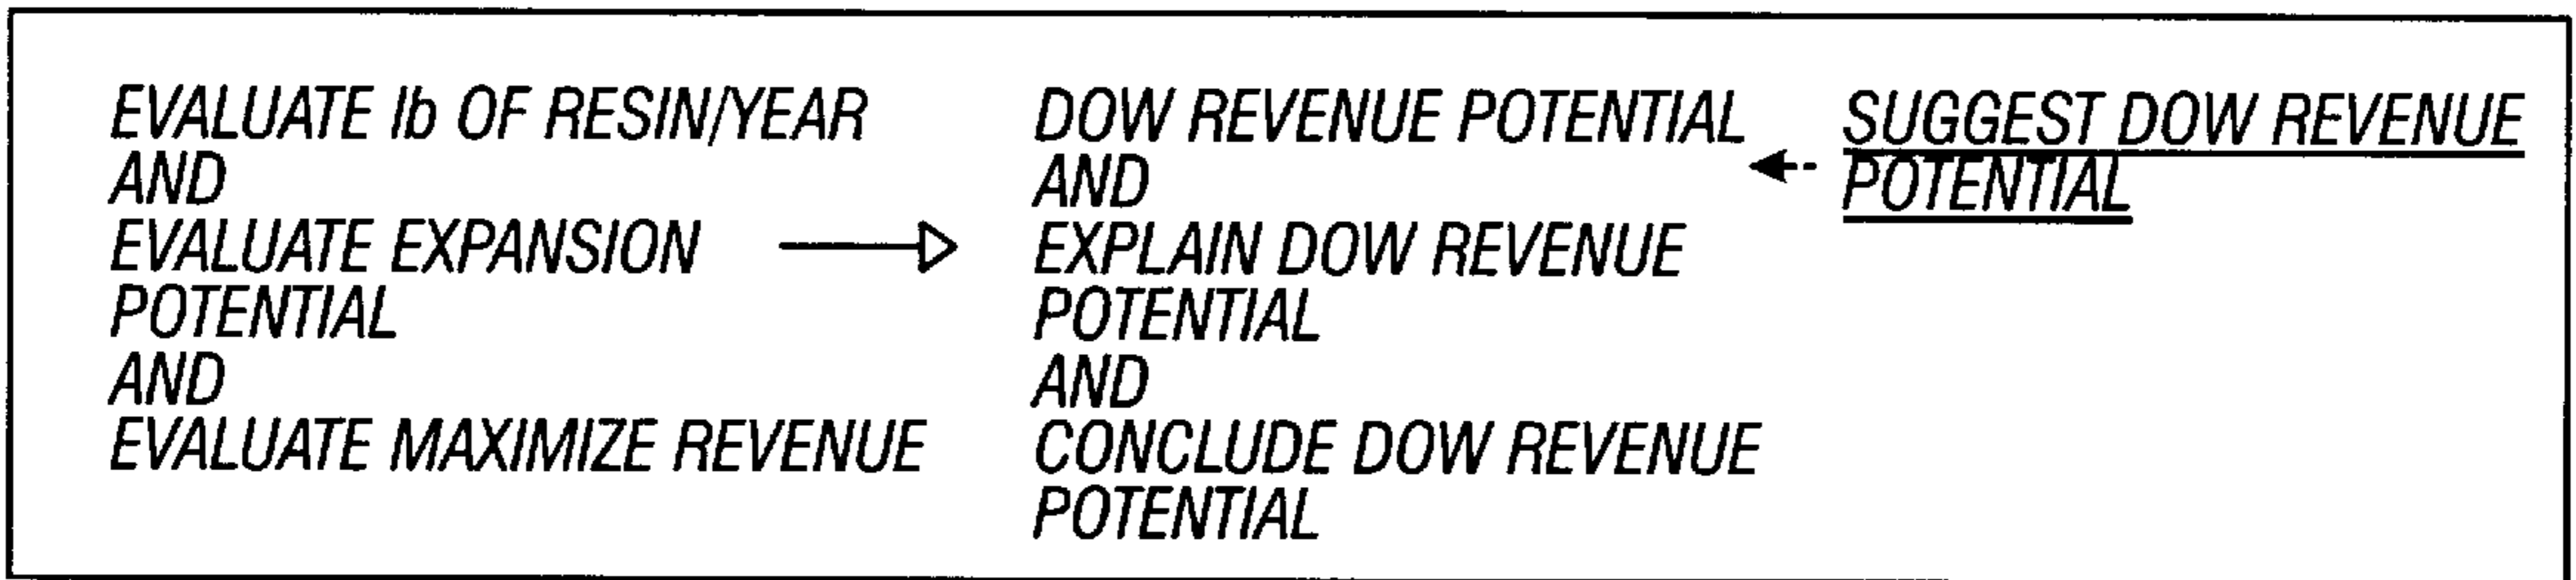 EVALUATE lb OF RESIN/YEAR
AND
EVALUATE EXPANSION
POTENTIAL
AND
EVALUATE MAXIMIZE REVENUE
DOW REVENUE POTENTIAL
AND
EXPLAIN DOW REVENUE
POTENTIAL
AND
CONCLUDE DOW REVENUE
POTENTIAL
SUGGEST DOW REVENUE
POTENTIAL